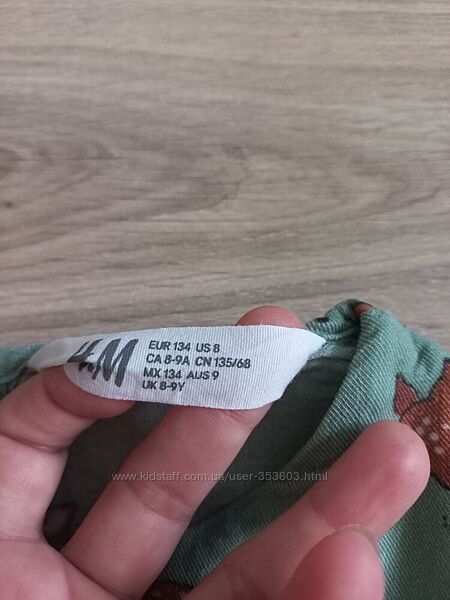 H&M
EUR 134 US 8
CA 8-9A CN 135/68
MX 134 AUS 9
UK 8-9Y
www.kidstaff.com.ua/user-353603.html